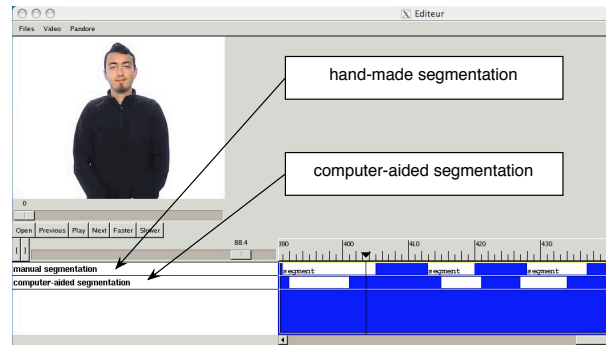 X Editeur
Files Video Pandore
hand-made segmentation
computer-aided segmentation
0
Open Previous Play Next Faster Slower
[ ] 88.4 390 400 410 420 430
manual segmentation segment segment segment
computer-aided segmentation